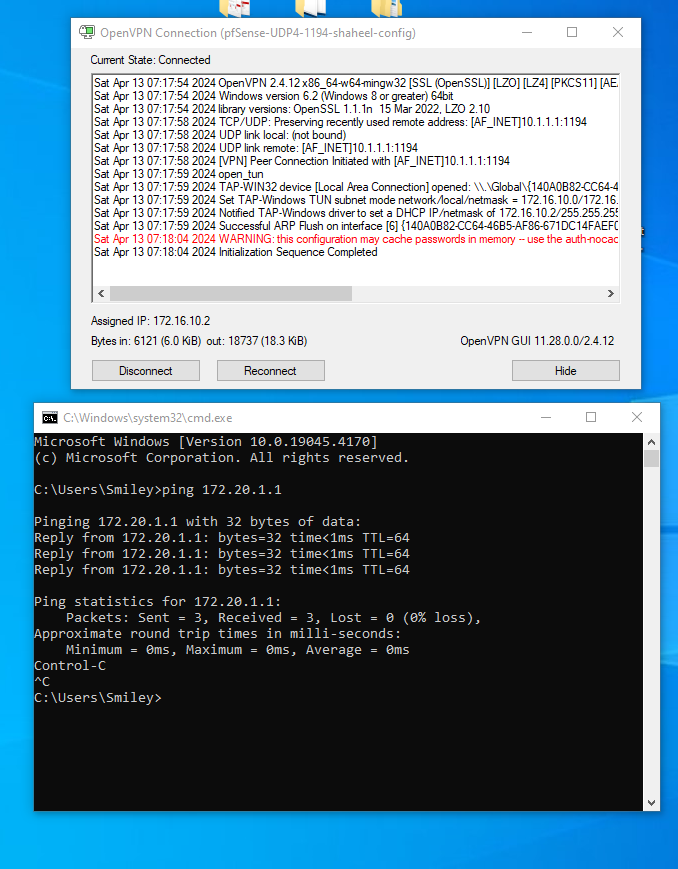 OpenVPN Connection (pfSense-UDP4-1194-shaheel-config)
Current State: Connected
Sat Apr 13 07:17:54 2024 OpenVPN 2.4.12 x86_64-w64-mingw32 [SSL (OpenSSL)] [LZO] [LZ4] [PKCS11] [AE
Sat Apr 13 07:17:54 2024 Windows version 6.2 (Windows 8 or greater) 64bit
Sat Apr 13 07:17:54 2024 library versions: OpenSSL 1.1.1n  15 Mar 2022, LZO 2.10
Sat Apr 13 07:17:58 2024 TCP/UDP: Preserving recently used remote address: [AF_INET]10.1.1.1:1194
Sat Apr 13 07:17:58 2024 UDP link local: (not bound)
Sat Apr 13 07:17:58 2024 UDP link remote: [AF_INET]10.1.1.1:1194
Sat Apr 13 07:17:58 2024 [VPN] Peer Connection Initiated with [AF_INET]10.1.1.1:1194
Sat Apr 13 07:17:59 2024 open_tun
Sat Apr 13 07:17:59 2024 TAP-WIN32 device [Local Area Connection] opened: \\.\Global\{140A0B82-CC64-4
Sat Apr 13 07:17:59 2024 Set TAP-Windows TUN subnet mode network/local/netmask = 172.16.10.0/172.16.
Sat Apr 13 07:17:59 2024 Notified TAP-Windows driver to set a DHCP IP/netmask of 172.16.10.2/255.255.255
Sat Apr 13 07:17:59 2024 Successful ARP Flush on interface [6] {140A0B82-CC64-46B5-AF86-671DC14FAEF0
Sat Apr 13 07:18:04 2024 WARNING: this configuration may cache passwords in memory -- use the auth-nocac
Sat Apr 13 07:18:04 2024 Initialization Sequence Completed
Assigned IP: 172.16.10.2
Bytes in: 6121 (6.0 KiB)  out: 18737 (18.3 KiB)
OpenVPN GUI 11.28.0.0/2.4.12
Disconnect
Reconnect
Hide
C:\Windows\system32\cmd.exe
Microsoft Windows [Version 10.0.19045.4170]
(c) Microsoft Corporation. All rights reserved.
C:\Users\Smiley>ping 172.20.1.1
Pinging 172.20.1.1 with 32 bytes of data:
Reply from 172.20.1.1: bytes=32 time<1ms TTL=64
Reply from 172.20.1.1: bytes=32 time<1ms TTL=64
Reply from 172.20.1.1: bytes=32 time<1ms TTL=64
Ping statistics for 172.20.1.1:
Packets: Sent = 3, Received = 3, Lost = 0 (0% loss),
Approximate round trip times in milli-seconds:
Minimum = 0ms, Maximum = 0ms, Average = 0ms
Control-C
^C
C:\Users\Smiley>